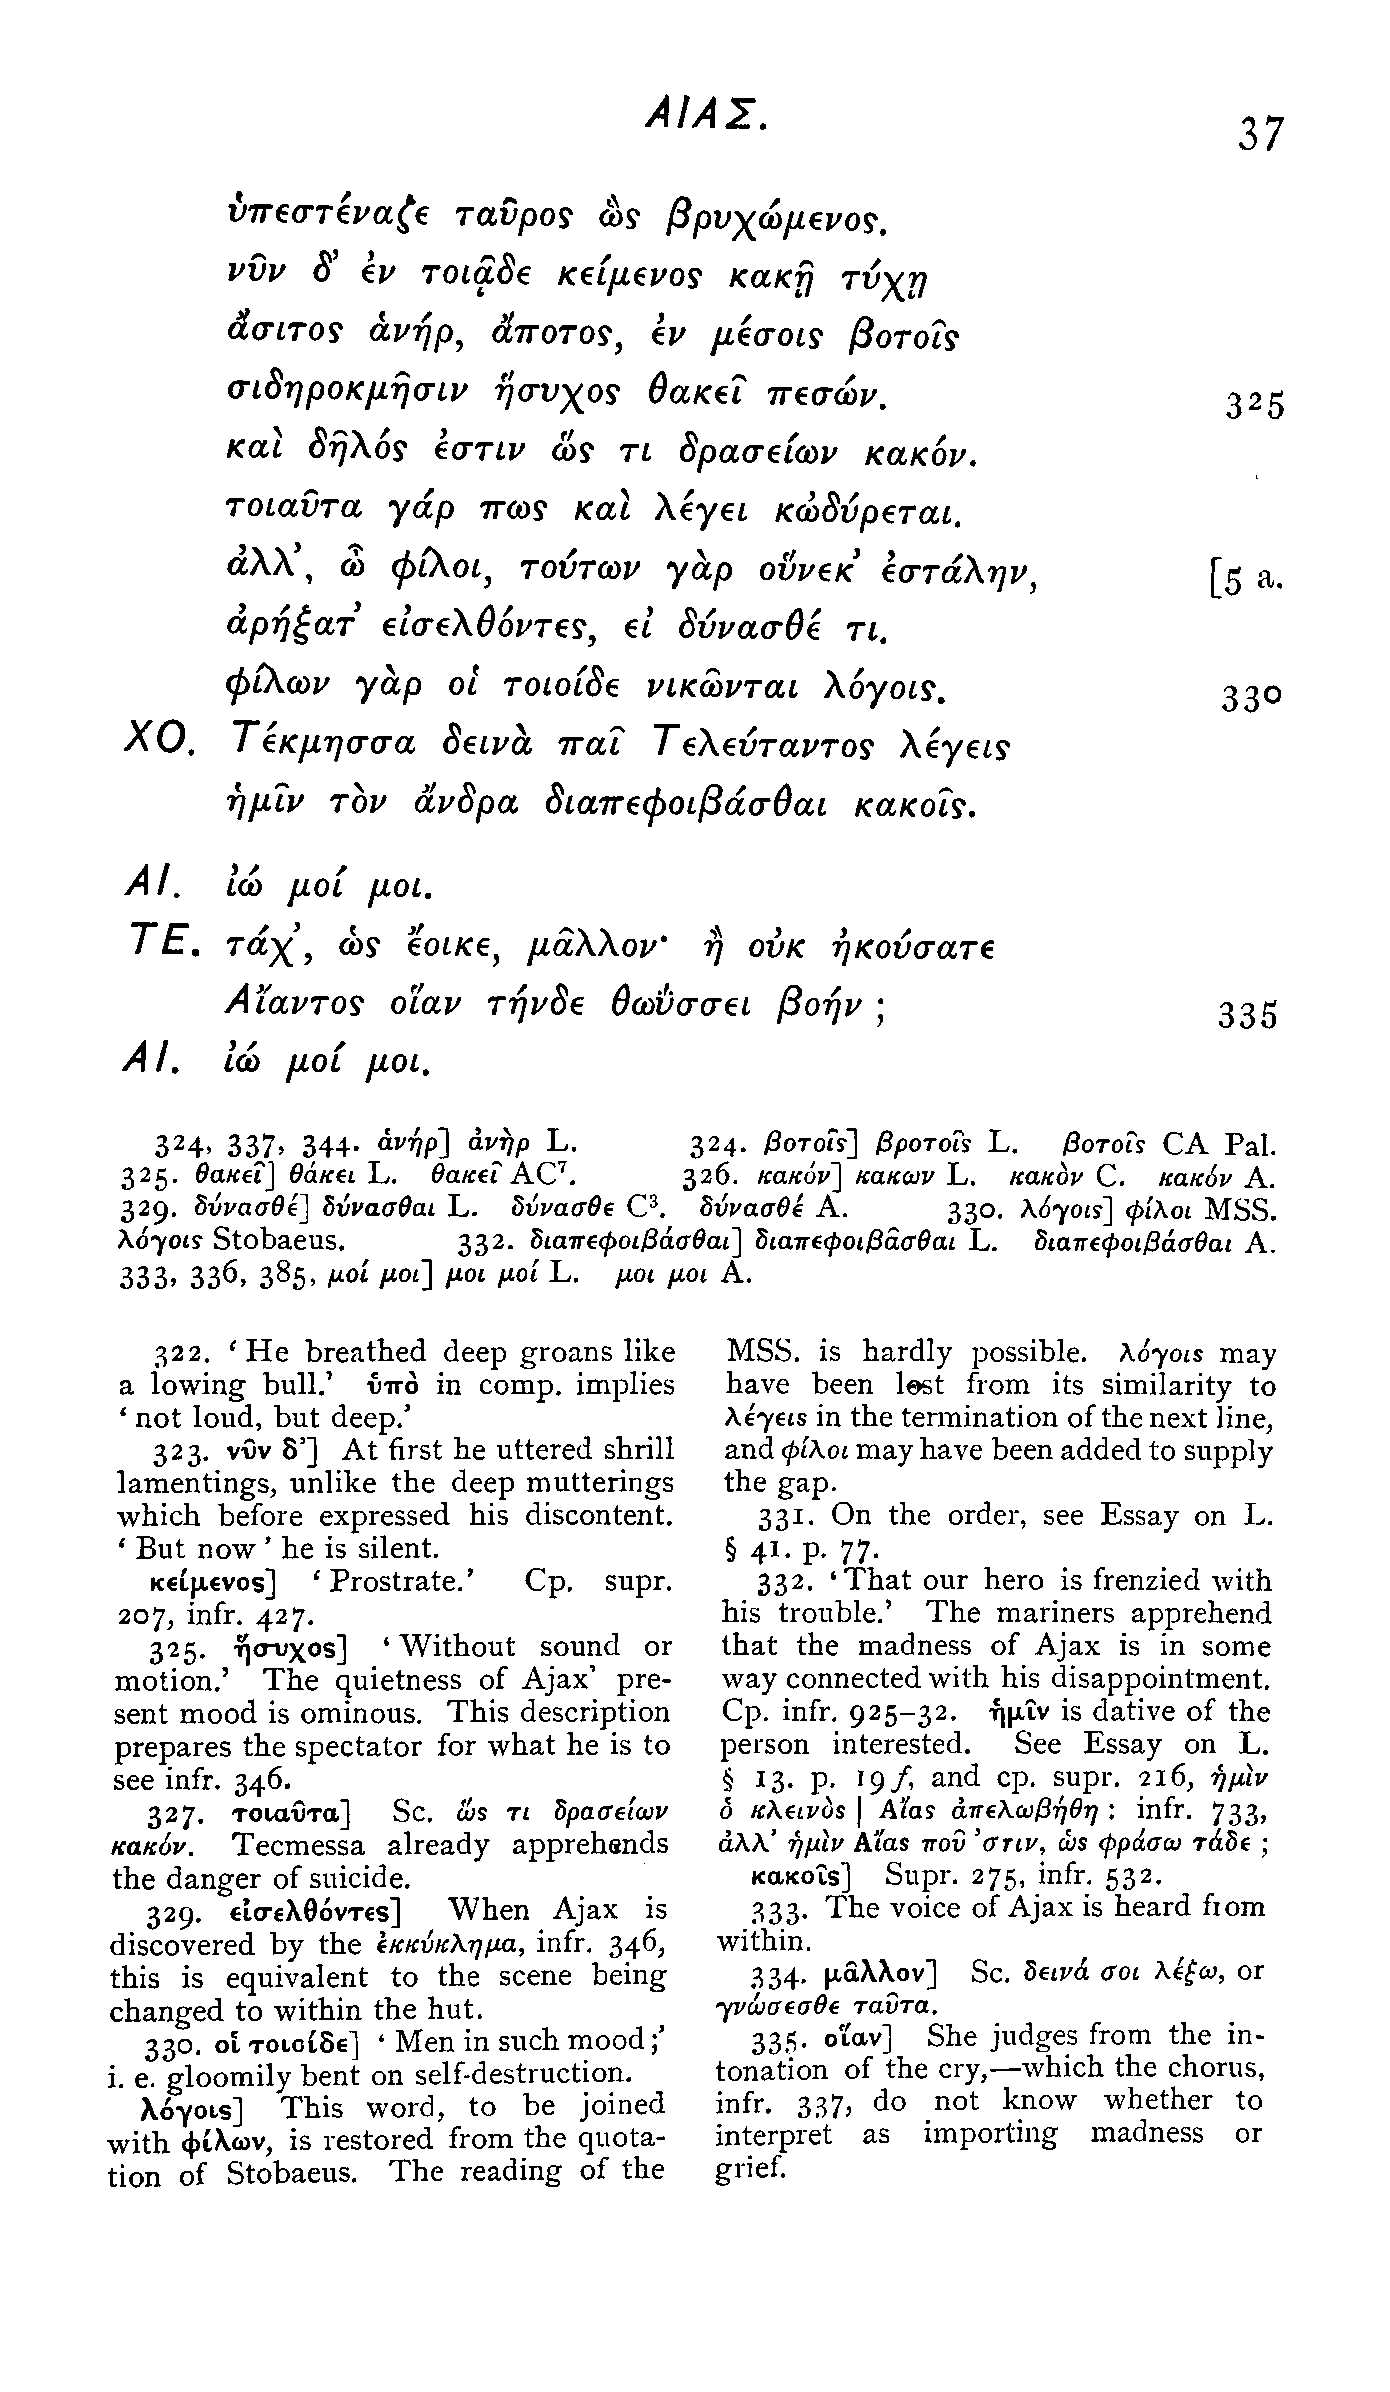 ΑΙΑΣ.
37
ὑπεστέναζε ταῦρος ὣς βρυχώμενος.
νῦν δ’ ἐν τοιᾷδε κείμενος κακῇ τύχῃ
ἄσιτος ἁνήρ, ἄποτος, ἐν μέσοις βοτοῖς
σιδηροκμῆσιν ἥσυχος θακεῖ πεσών.
325
καὶ δῆλός ἐστιν ὥς τι δρασείων κακόν.
τοιαῦτα γάρ πως καὶ λέγει κὠδύρεται.
ἀλλ’, ὦ φίλοι, τούτων γὰρ οὕνεκ’ ἐστάλην,
[5 a.
ἀρήξατ’ εἰσελθόντες, εἰ δύνασθέ τι.
φίλων γὰρ οἱ τοιοίδε νικῶνται λόγοις.
330
ΧΟ. Τέκμησσα δεινὰ παῖ Τελεύταντος λέγεις
ἡμῖν τὸν ἄνδρα διαπεφοιβάσθαι κακοῖς.
ΑΙ. ἰώ μοί μοι.
ΤΕ. τάχ’, ὡς ἔοικε, μᾶλλον· ἢ οὐκ ἠκούσατε
Αἴαντος οἵαν τήνδε θωΰσσει βοήν ;
335
ΑΙ. ἰώ μοί μοι.
324, 337, 344. ἁνήρ] ἀνὴρ L. 324. βοτοῖς] βροτοῖς L. βοτοῖς CA Pal.
325. θακεῖ] θάκει L. θακεῖ AC⁷. 326. κακόν] κακων L. κακὸν C. κακόν A.
329. δύνασθέ] δύνασθαι L. δύνασθε C³. δύνασθέ A. 330. λόγοις] φίλοι MSS.
λόγοις Stobaeus. 332. διαπεφοιβάσθαι] διαπεφοιβᾶσθαι L. διαπεφοιβάσθαι A.
333, 336, 385, μοί μοι] μοι μοί L. μοι μοι A.
322. ‘ He breathed deep groans like
a lowing bull.’ ὑπὸ in comp. implies
‘ not loud, but deep.’
323. νῦν δ’] At first he uttered shrill
lamentings, unlike the deep mutterings
which before expressed his discontent.
‘ But now ’ he is silent.
κείμενος] ‘ Prostrate.’ Cp. supr.
207, infr. 427.
325. ἥσυχος] ‘ Without sound or
motion.’ The quietness of Ajax’ pre-
sent mood is ominous. This description
prepares the spectator for what he is to
see infr. 346.
327. τοιαῦτα] Sc. ὥς τι δρασείων
κακόν. Tecmessa already apprehends
the danger of suicide.
329. εἰσελθόντες] When Ajax is
discovered by the ἐκκύκλημα, infr. 346,
this is equivalent to the scene being
changed to within the hut.
330. οἱ τοιοίδε] ‘ Men in such mood ;’
i. e. gloomily bent on self-destruction.
λόγοις] This word, to be joined
with φίλων, is restored from the quota-
tion of Stobaeus. The reading of the
MSS. is hardly possible. λόγοις may
have been lost from its similarity to
λέγεις in the termination of the next line,
and φίλοι may have been added to supply
the gap.
331. On the order, see Essay on L.
§ 41. p. 77.
332. ‘ That our hero is frenzied with
his trouble.’ The mariners apprehend
that the madness of Ajax is in some
way connected with his disappointment.
Cp. infr. 925–32. ἡμῖν is dative of the
person interested. See Essay on L.
§ 13. p. 19 f, and cp. supr. 216, ἡμὶν
ὁ κλεινὸς | Αἴας ἀπελωβήθη : infr. 733,
ἀλλ’ ἡμὶν Αἴας ποῦ ’στιν, ὡς φράσω τάδε ;
κακοῖς] Supr. 275, infr. 532.
333. The voice of Ajax is heard from
within.
334. μᾶλλον] Sc. δεινά σοι λέξω, or
γνώσεσθε ταῦτα.
335. οἵαν] She judges from the in-
tonation of the cry,—which the chorus,
infr. 337, do not know whether to
interpret as importing madness or
grief.